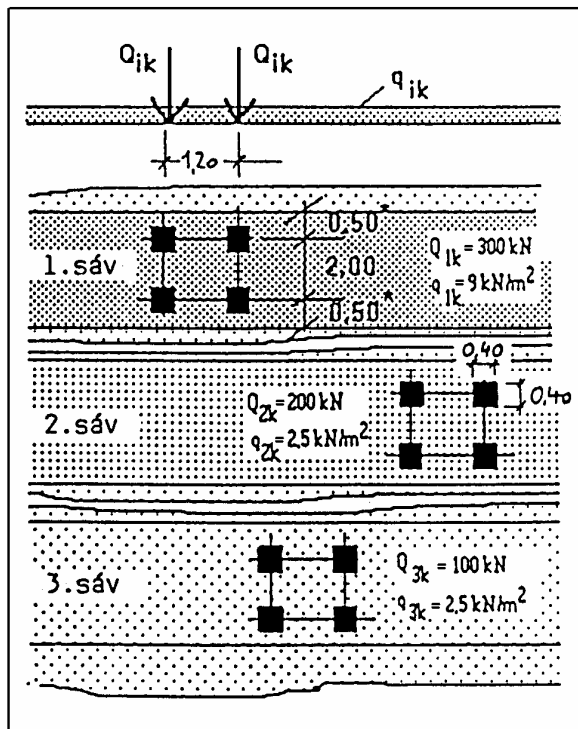 Q_ik Q_ik q_ik
1,20
0,50*
1.sáv
2,00
Q_1k = 300 kN
q_1k = 9 kN/m²
0,50*
0,40
0,40
Q_2k = 200 kN
2.sáv
q_2k = 2,5 kN/m²
3.sáv
Q_3k = 100 kN
q_3k = 2,5 kN/m²